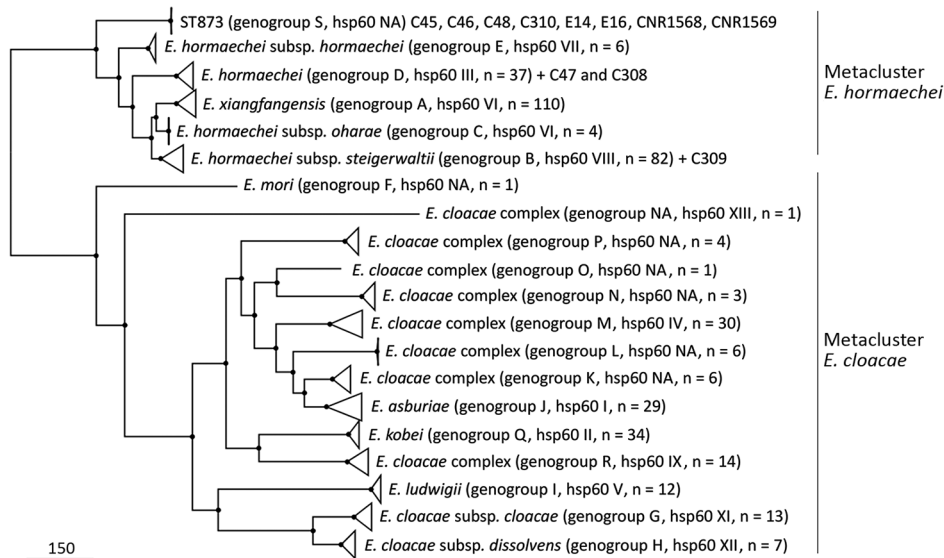 ST873 (genogroup S, hsp60 NA) C45, C46, C48, C310, E14, E16, CNR1568, CNR1569
E. hormaechei subsp. hormaechei (genogroup E, hsp60 VII, n = 6)
E. hormaechei (genogroup D, hsp60 III, n = 37) + C47 and C308
E. xiangfangensis (genogroup A, hsp60 VI, n = 110)
E. hormaechei subsp. oharae (genogroup C, hsp60 VI, n = 4)
E. hormaechei subsp. steigerwaltii (genogroup B, hsp60 VIII, n = 82) + C309
Metacluster
E. hormaechei
E. mori (genogroup F, hsp60 NA, n = 1)
E. cloacae complex (genogroup NA, hsp60 XIII, n = 1)
E. cloacae complex (genogroup P, hsp60 NA, n = 4)
E. cloacae complex (genogroup O, hsp60 NA, n = 1)
E. cloacae complex (genogroup N, hsp60 NA, n = 3)
E. cloacae complex (genogroup M, hsp60 IV, n = 30)
E. cloacae complex (genogroup L, hsp60 NA, n = 6)
E. cloacae complex (genogroup K, hsp60 NA, n = 6)
E. asburiae (genogroup J, hsp60 I, n = 29)
E. kobei (genogroup Q, hsp60 II, n = 34)
E. cloacae complex (genogroup R, hsp60 IX, n = 14)
E. ludwigii (genogroup I, hsp60 V, n = 12)
E. cloacae subsp. cloacae (genogroup G, hsp60 XI, n = 13)
E. cloacae subsp. dissolvens (genogroup H, hsp60 XII, n = 7)
Metacluster
E. cloacae
150